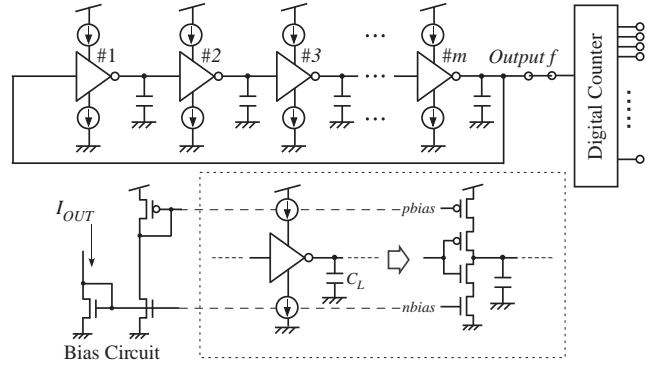 #1
#2
#3
#m
Output f
Digital Counter
I_OUT
pbias
C_L
nbias
Bias Circuit